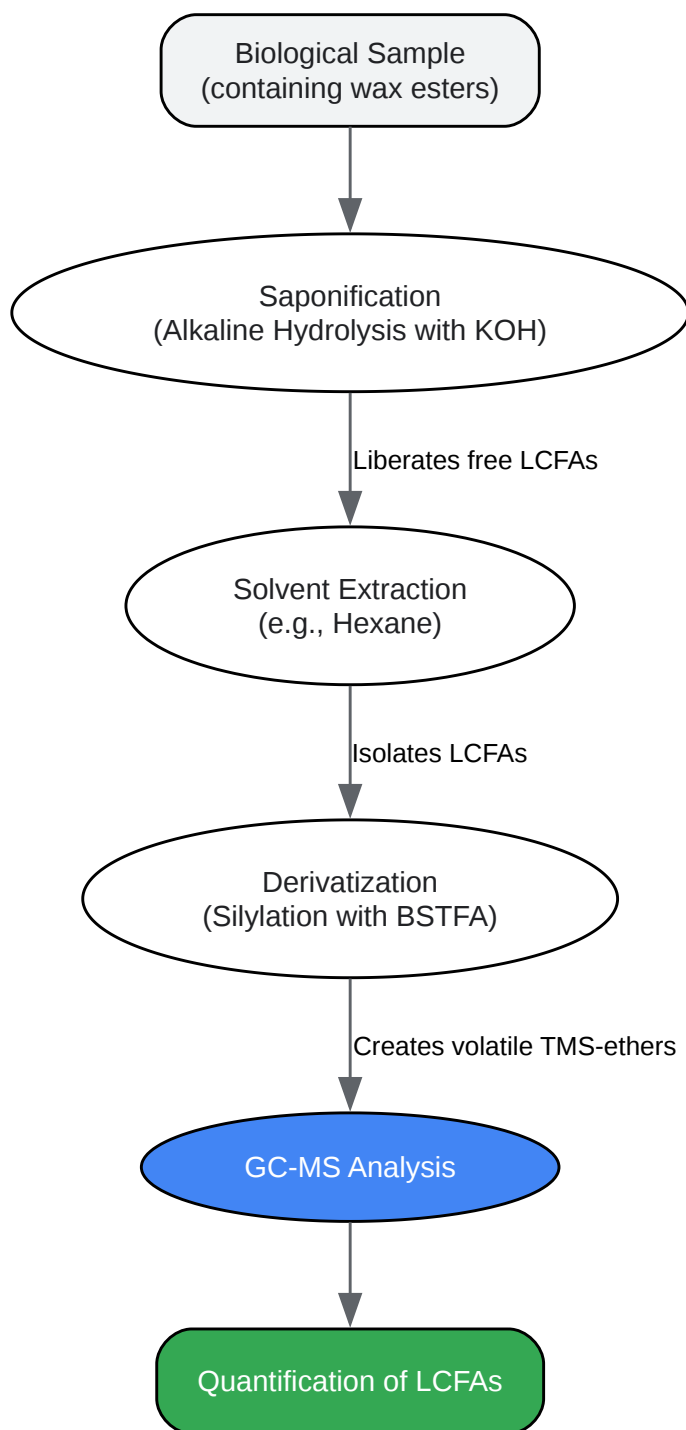 Biological Sample
(containing wax esters)
Saponification
(Alkaline Hydrolysis with KOH)
Liberates free LCFAs
Solvent Extraction
(e.g., Hexane)
Isolates LCFAs
Derivatization
(Silylation with BSTFA)
Creates volatile TMS-ethers
GC-MS Analysis
Quantification of LCFAs